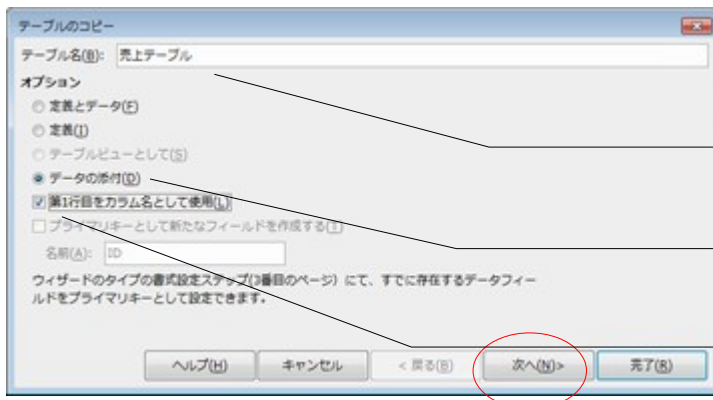 テーブルのコピー
テーブル名(B): 売上テーブル
オプション
定義とデータ(F)
定義(I)
テーブルビューとして(S)
データの添付(D)
第1行目をカラム名として使用(L)
プライマリキーとして新たなフィールドを作成する(T)
名前(A): ID
ウィザードのタイプの書式設定ステップ(3番目のページ) にて、すでに存在するデータフィー
ルドをプライマリキーとして設定できます。
ヘルプ(H) キャンセル < 戻る(B) 次へ(N)> 完了(R)